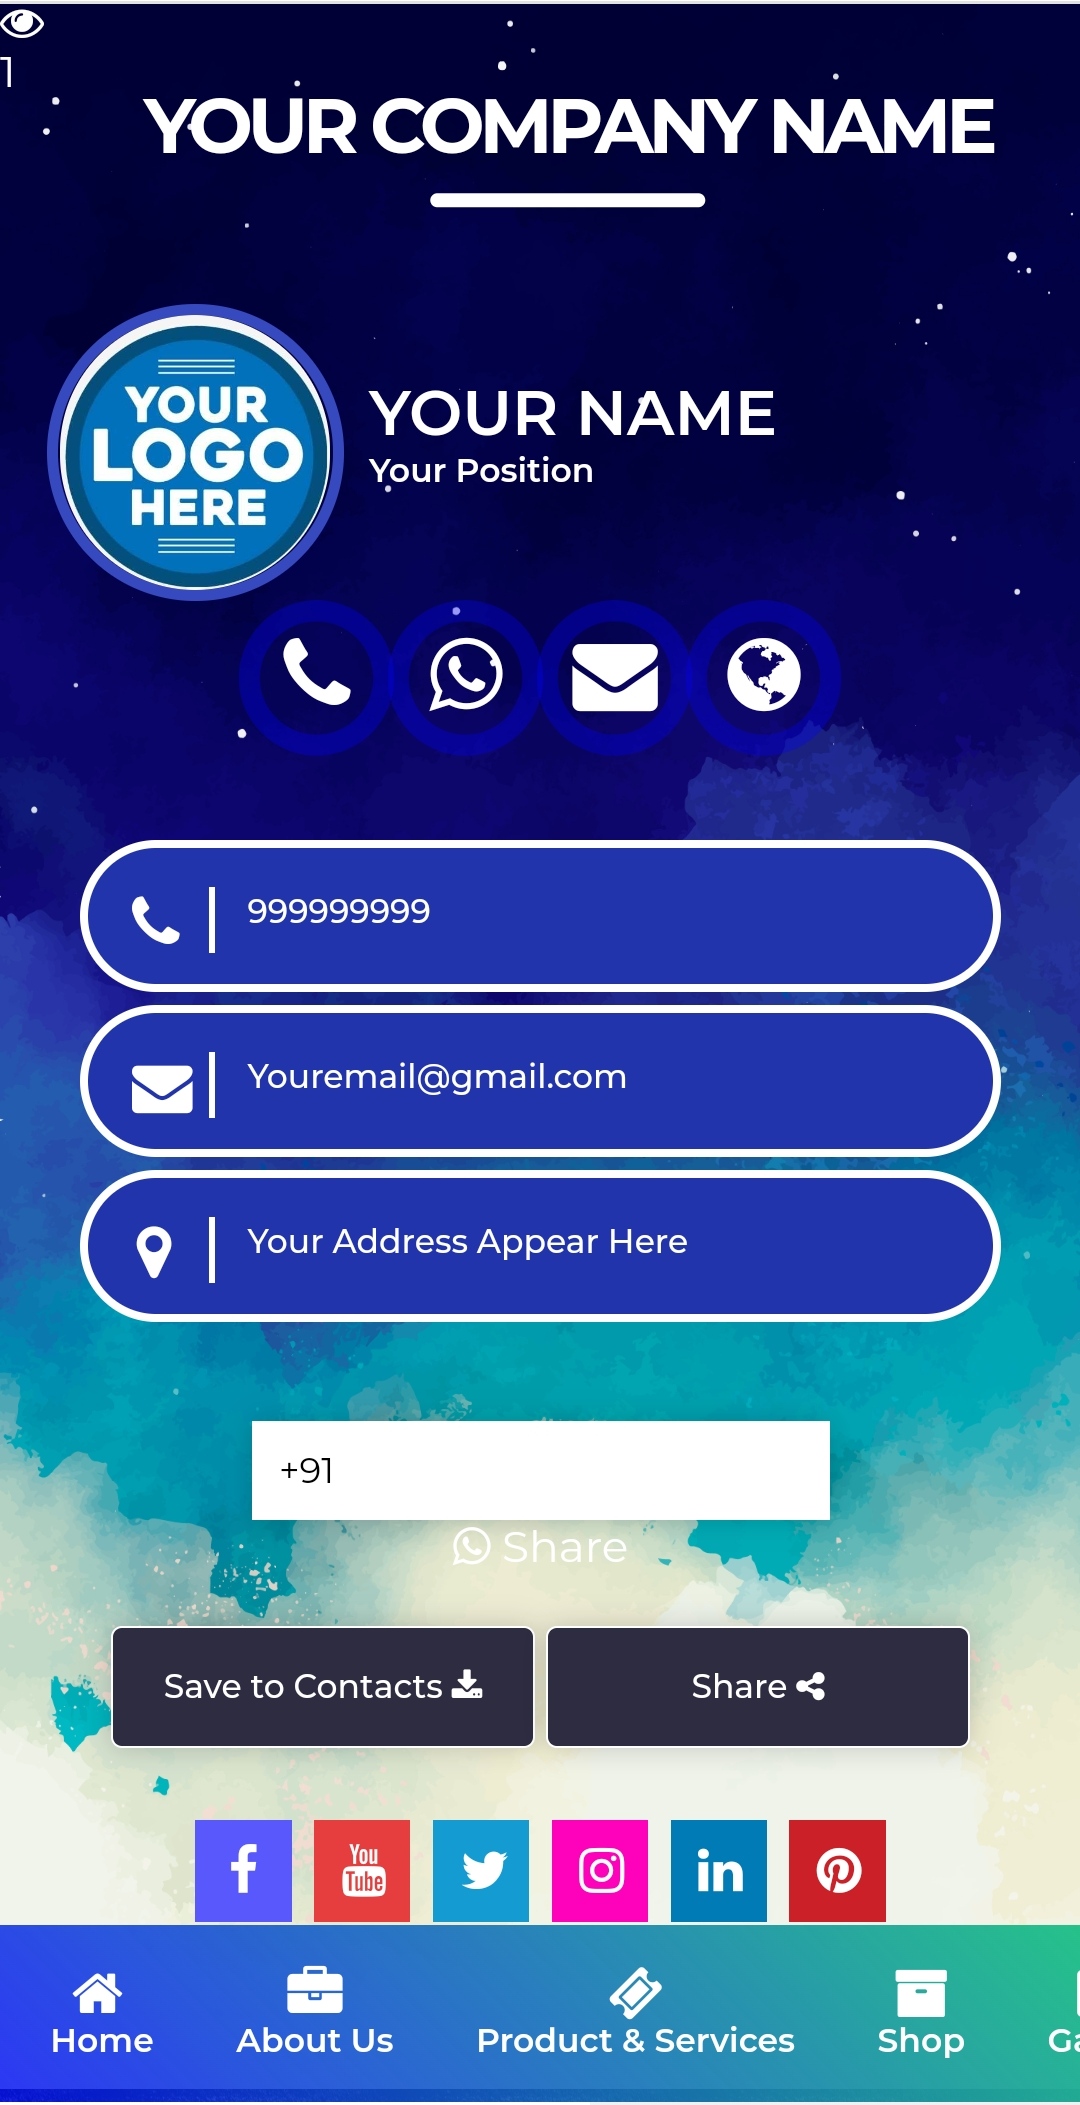 1
YOUR COMPANY NAME
YOUR
LOGO
HERE
YOUR NAME
Your Position
999999999
Youremail@gmail.com
Your Address Appear Here
+91
Share
Save to Contacts
Share
You
Tube
in
Home
About Us
Product & Services
Shop